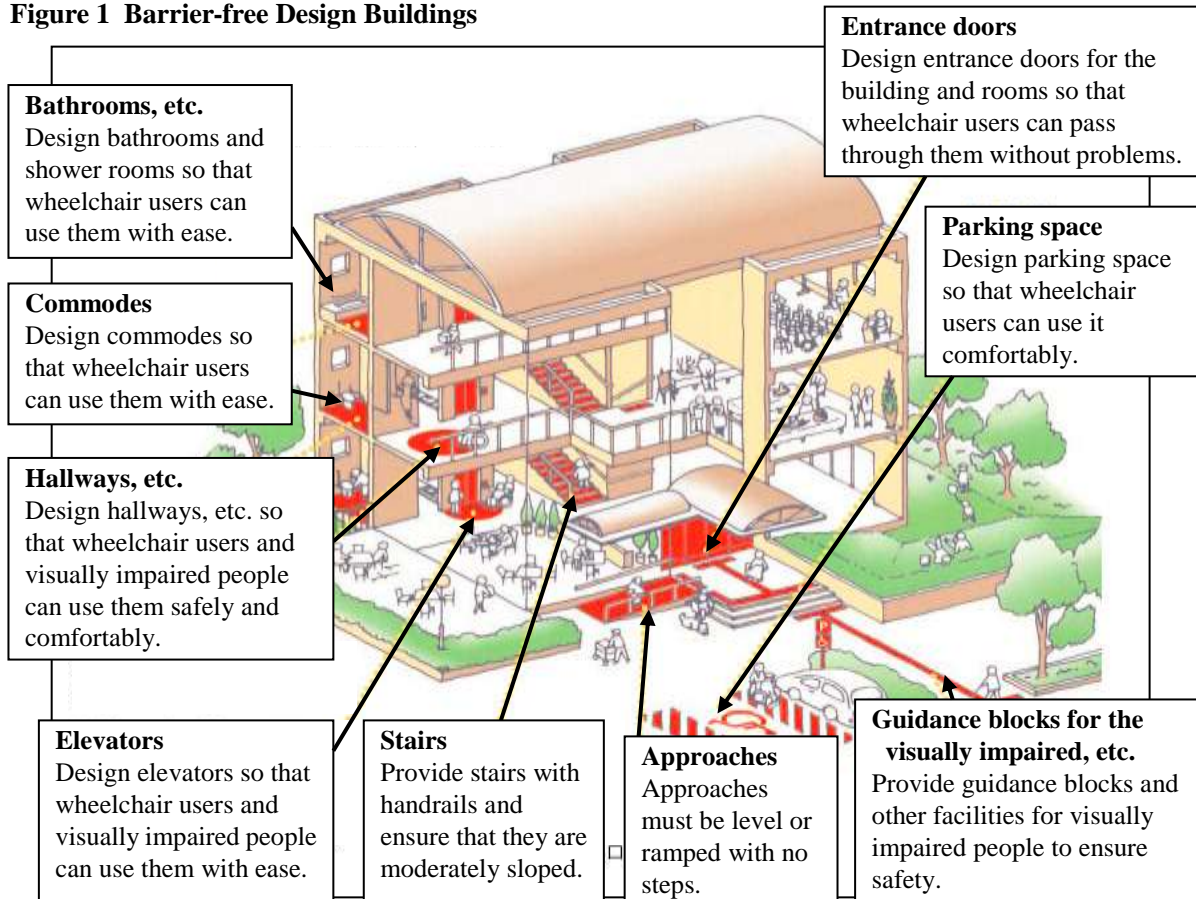 Figure 1  Barrier-free Design Buildings
Entrance doors
Design entrance doors for the
building and rooms so that
wheelchair users can pass
through them without problems.
Bathrooms, etc.
Design bathrooms and
shower rooms so that
wheelchair users can
use them with ease.
Parking space
Design parking space
so that wheelchair
users can use it
comfortably.
Commodes
Design commodes so
that wheelchair users
can use them with ease.
Hallways, etc.
Design hallways, etc. so
that wheelchair users and
visually impaired people
can use them safely and
comfortably.
Elevators
Design elevators so that
wheelchair users and
visually impaired people
can use them with ease.
Stairs
Provide stairs with
handrails and
ensure that they are
moderately sloped.
Approaches
Approaches
must be level or
ramped with no
steps.
Guidance blocks for the
visually impaired, etc.
Provide guidance blocks and
other facilities for visually
impaired people to ensure
safety.